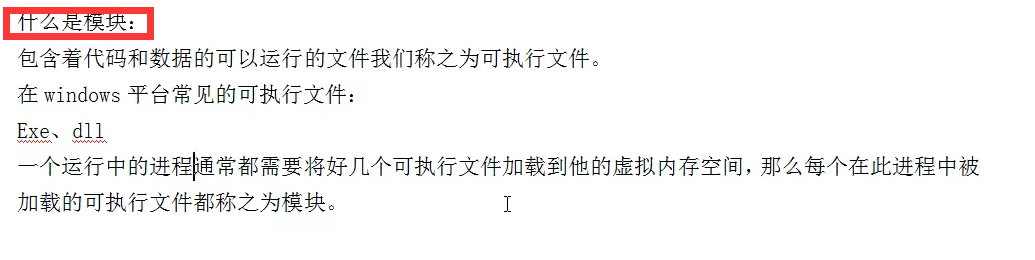 什么是模块：
包含着代码和数据的可以运行的文件我们称之为可执行文件。
在 windows 平台常见的可执行文件：
Exe、dll
一个运行中的进程通常都需要将好几个可执行文件加载到他的虚拟内存空间，那么每个在此进程中被
加载的可执行文件都称之为模块。